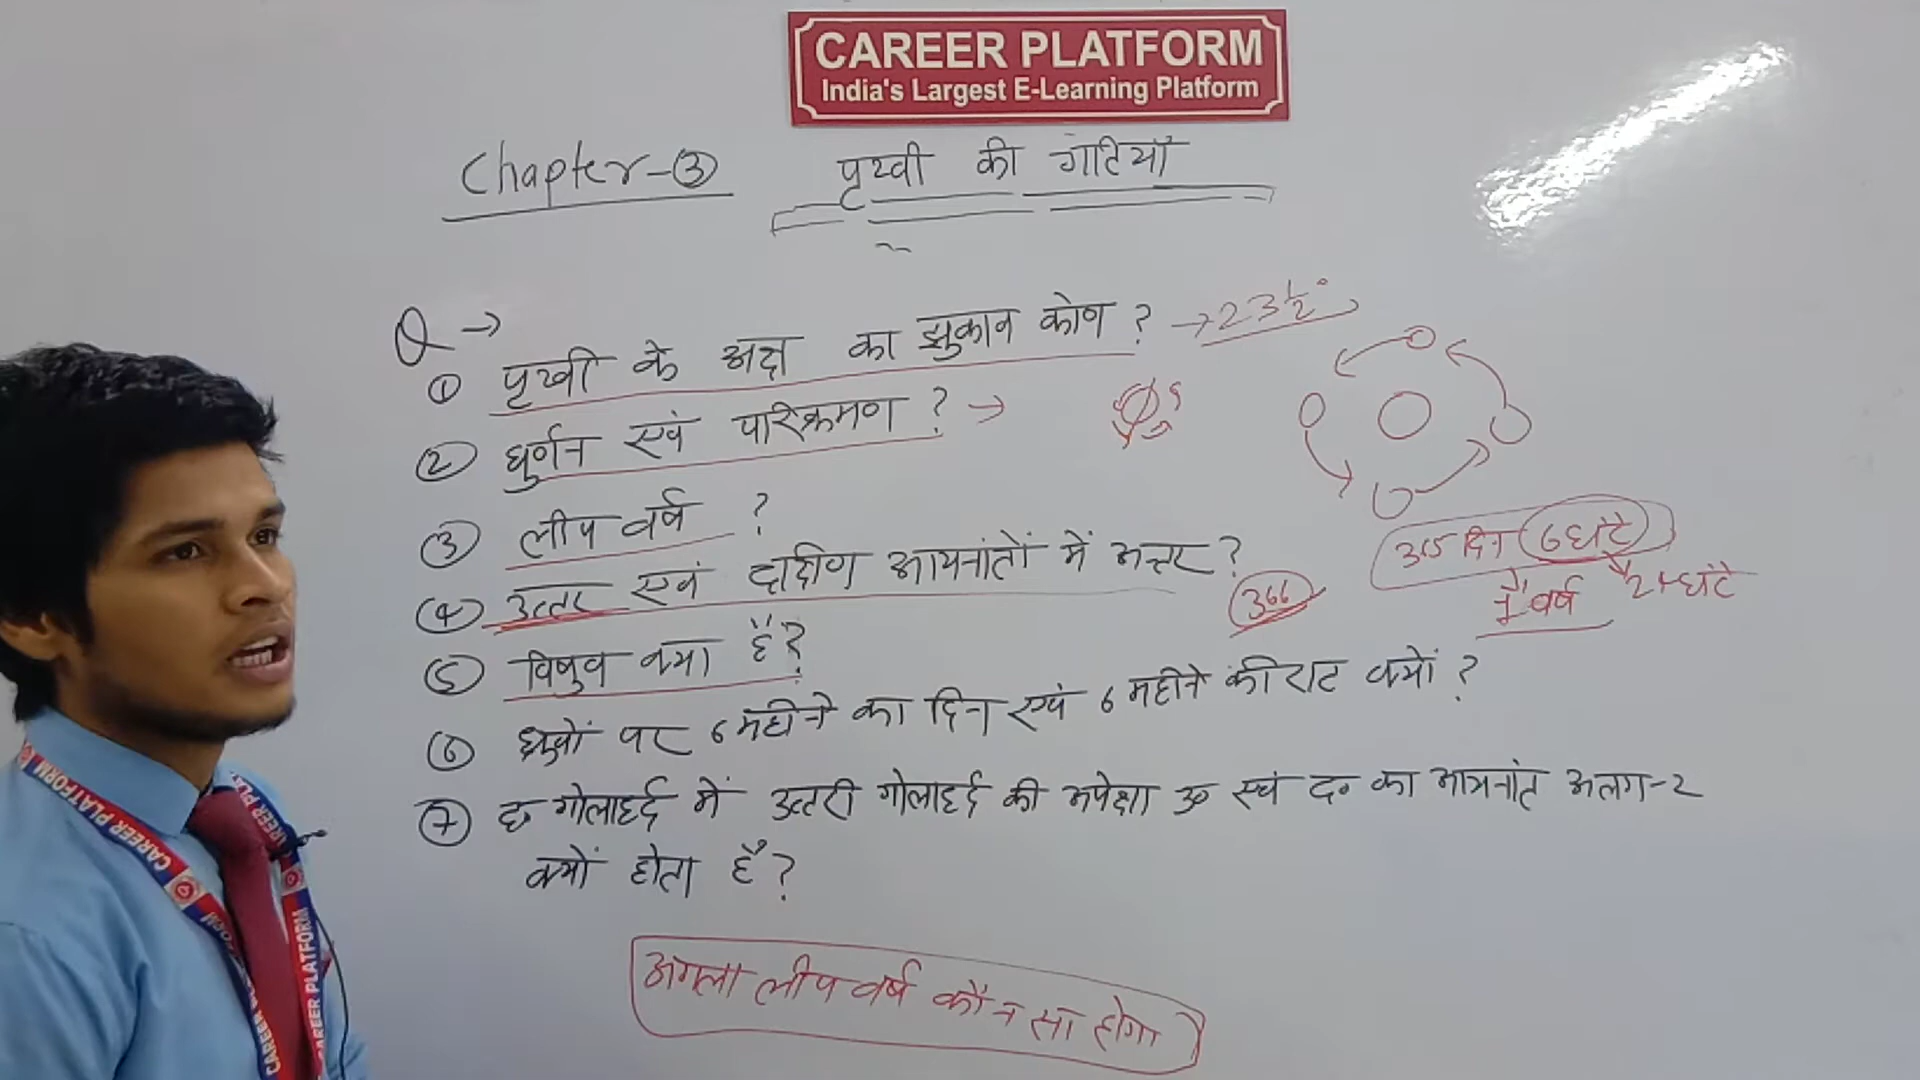 CAREER PLATFORM
India's Largest E-Learning Platform
Chapter-③ पृथ्वी की गतियाँ
Q →
① पृथ्वी के अक्ष का झुकाव कोण ? → 23½°
② घुर्णन एवं परिक्रमण ? →
③ लीप वर्ष ?
365 दिन 6 घंटे
1 वर्ष 24 घंटे
④ उत्तर एवं दक्षिण आयनांतों में अन्तर ? 366
⑤ विषुव क्या है ?
⑥ ध्रुवों पर 6 महीने का दिन एवं 6 महीने की रात क्यों ?
⑦ द॰ गोलार्द्ध में उत्तरी गोलार्द्ध की अपेक्षा उ॰ एवं द॰ का आयनांत अलग-2
क्यों होता है ?
अगला लीप वर्ष कौन सा होगा
CAREER PLATFORM
CAREER PLATFORM